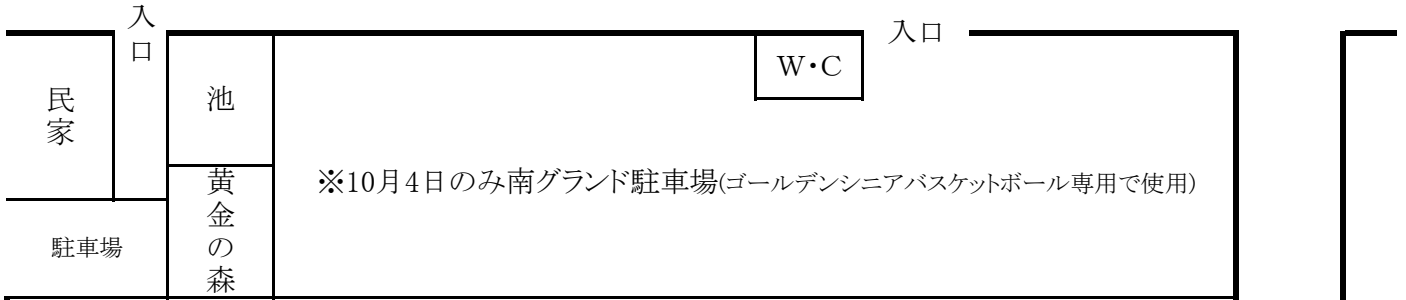 入口
入口
W・C
民家
池
※10月4日のみ南グランド駐車場(ゴールデンシニアバスケットボール専用で使用)
黄金の森
駐車場